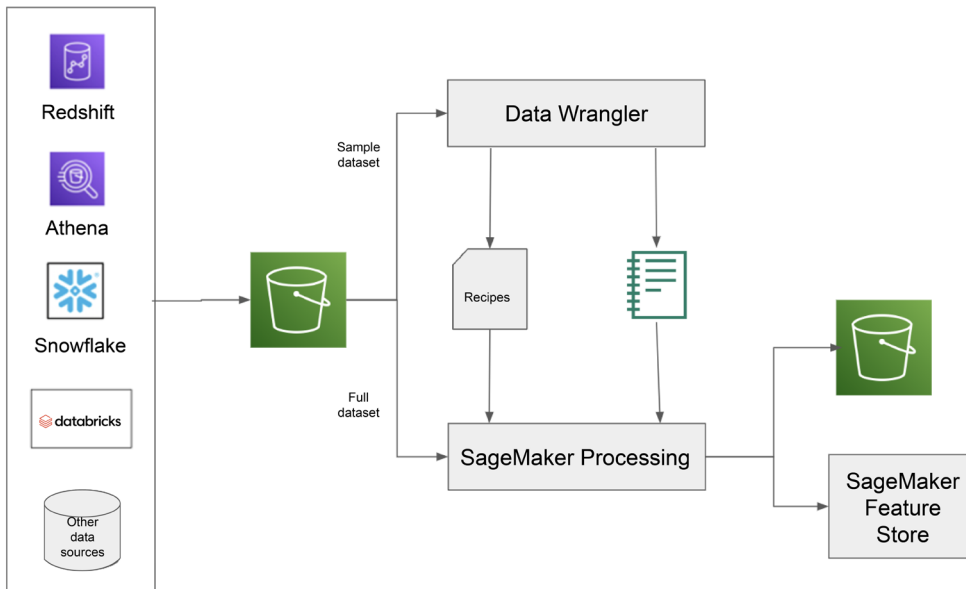 Redshift
Athena
Snowflake
databricks
Other
data
sources
Sample
dataset
Full
dataset
Data Wrangler
Recipes
SageMaker Processing
SageMaker
Feature
Store